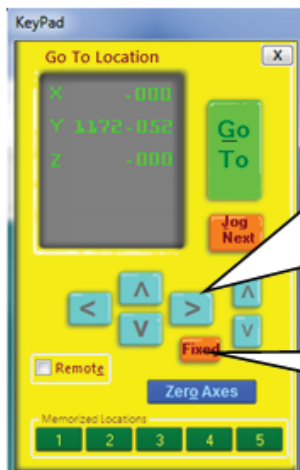 KeyPad
Go To Location
X
X -000
Y 1172-052
Z -000
Go
To
Jog
Next
<
^
v
>
^
v
Fixed
Remote
Zero Axes
Memorized Locations
1 2 3 4 5